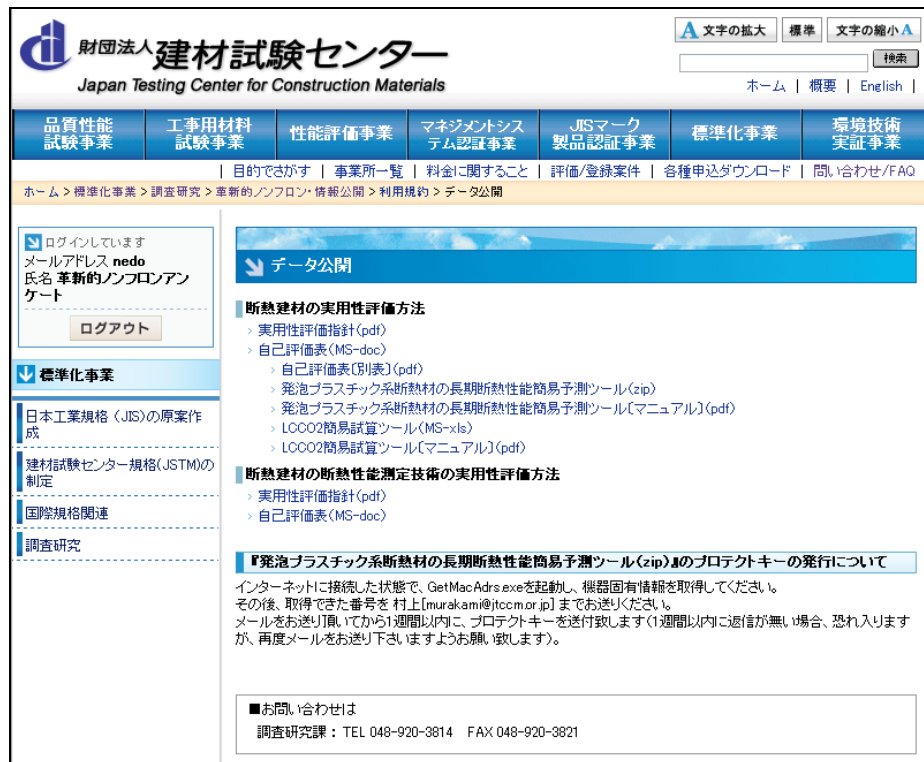 財団法人建材試験センター
Japan Testing Center for Construction Materials
A 文字の拡大 標準 文字の縮小 A
検索
ホーム | 概要 | English |
品質性能試験事業
工事用材料試験事業
性能評価事業
マネジメントシステム認証事業
JISマーク製品認証事業
標準化事業
環境技術実証事業
| 目的でさがす | 事業所一覧 | 料金に関すること | 評価/登録案件 | 各種申込ダウンロード | 問い合わせ/FAQ
ホーム > 標準化事業 > 調査研究 > 革新的ノンフロン・情報公開 > 利用規約 > データ公開
ログインしています
メールアドレス nedo
氏名 革新的ノンフロンアン
ケート
ログアウト
標準化事業
日本工業規格（JIS）の原案作
成
建材試験センター規格(JSTM)の
制定
国際規格関連
調査研究
データ公開
断熱建材の実用性評価方法
› 実用性評価指針(pdf)
› 自己評価表(MS-doc)
› 自己評価表〔別表〕(pdf)
› 発泡プラスチック系断熱材の長期断熱性能簡易予測ツール(zip)
› 発泡プラスチック系断熱材の長期断熱性能簡易予測ツール〔マニュアル〕(pdf)
› LCCO2簡易試算ツール(MS-xls)
› LCCO2簡易試算ツール〔マニュアル〕(pdf)
断熱建材の断熱性能測定技術の実用性評価方法
› 実用性評価指針(pdf)
› 自己評価表(MS-doc)
『発泡プラスチック系断熱材の長期断熱性能簡易予測ツール(zip)』のプロテクトキーの発行について
インターネットに接続した状態で、GetMacAdrs.exeを起動し、機器固有情報を取得してください。
その後、取得できた番号を 村上[murakami@jtccm.or.jp] までお送りください。
メールをお送り頂いてから1週間以内に、プロテクトキーを送付致します(1週間以内に返信が無い場合、恐れ入ります
が、再度メールをお送り下さいますようお願い致します)。
■お問い合わせは
調査研究課： TEL 048-920-3814 FAX 048-920-3821